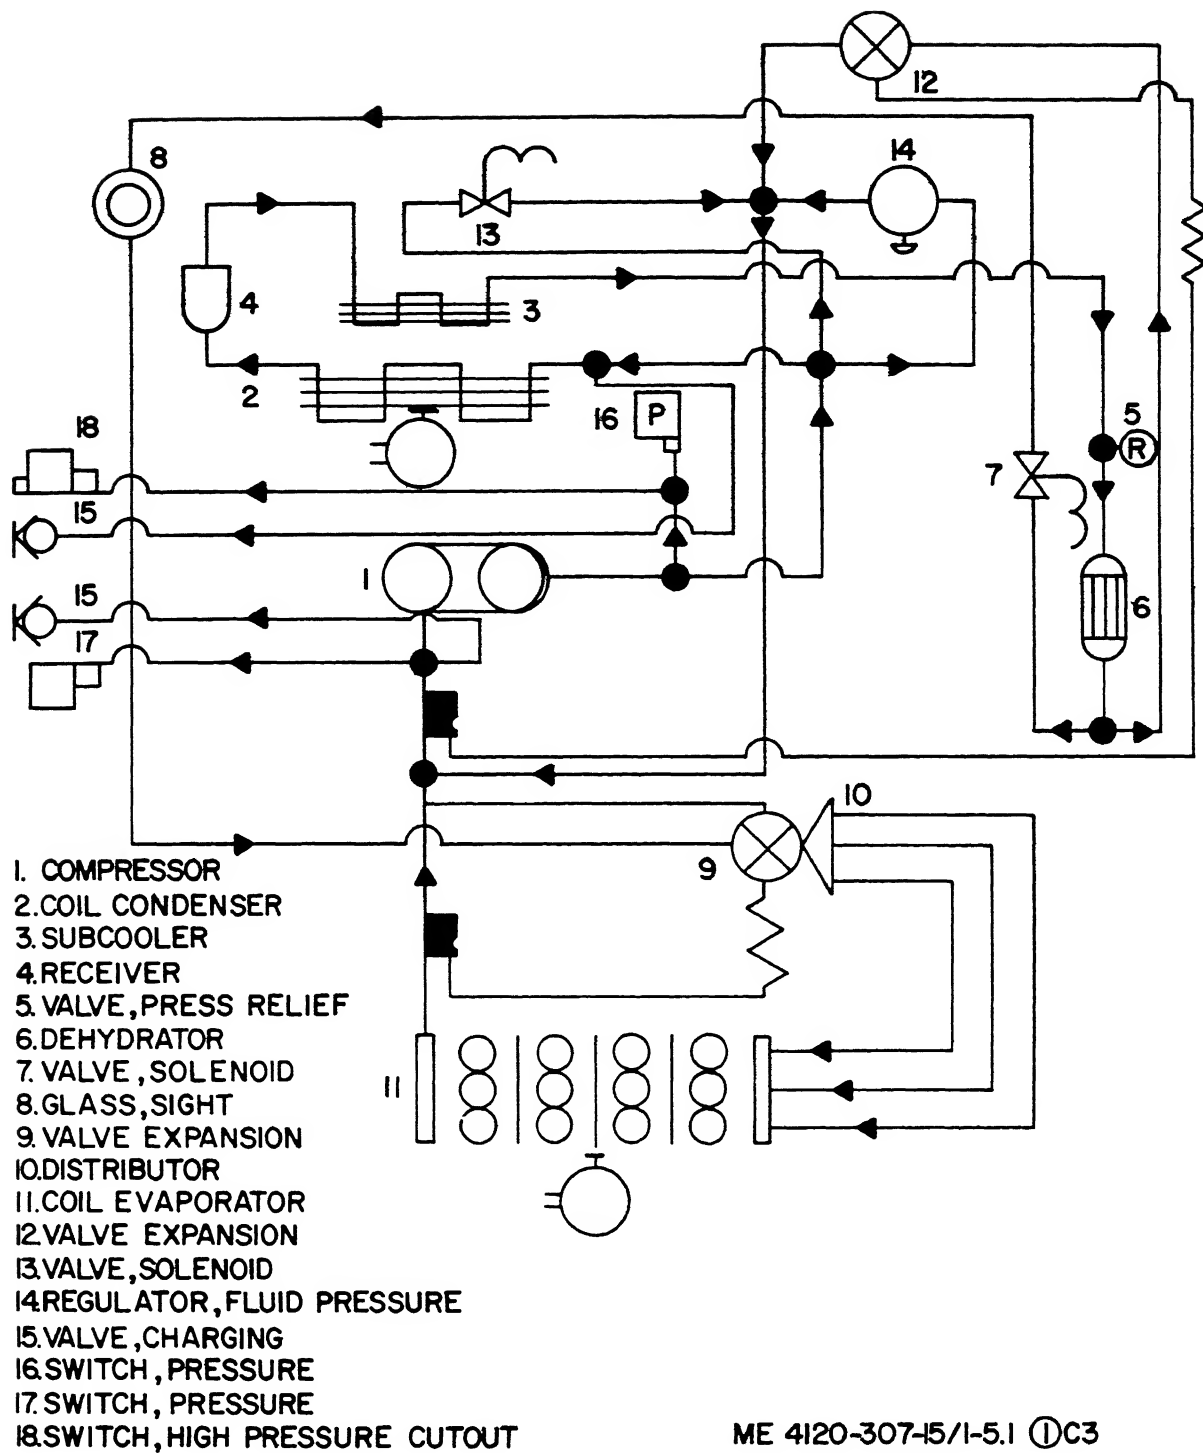 12
8
14
13
4
3
2
16
P
5
R
18
7
15
1
6
15
17
10
9
11
1. COMPRESSOR
2.COIL CONDENSER
3.SUBCOOLER
4.RECEIVER
5.VALVE,PRESS RELIEF
6.DEHYDRATOR
7.VALVE,SOLENOID
8.GLASS,SIGHT
9.VALVE EXPANSION
10.DISTRIBUTOR
11.COIL EVAPORATOR
12.VALVE EXPANSION
13.VALVE,SOLENOID
14.REGULATOR,FLUID PRESSURE
15.VALVE,CHARGING
16.SWITCH,PRESSURE
17.SWITCH, PRESSURE
18.SWITCH,HIGH PRESSURE CUTOUT
ME 4120-307-15/1-5.1 ①C3